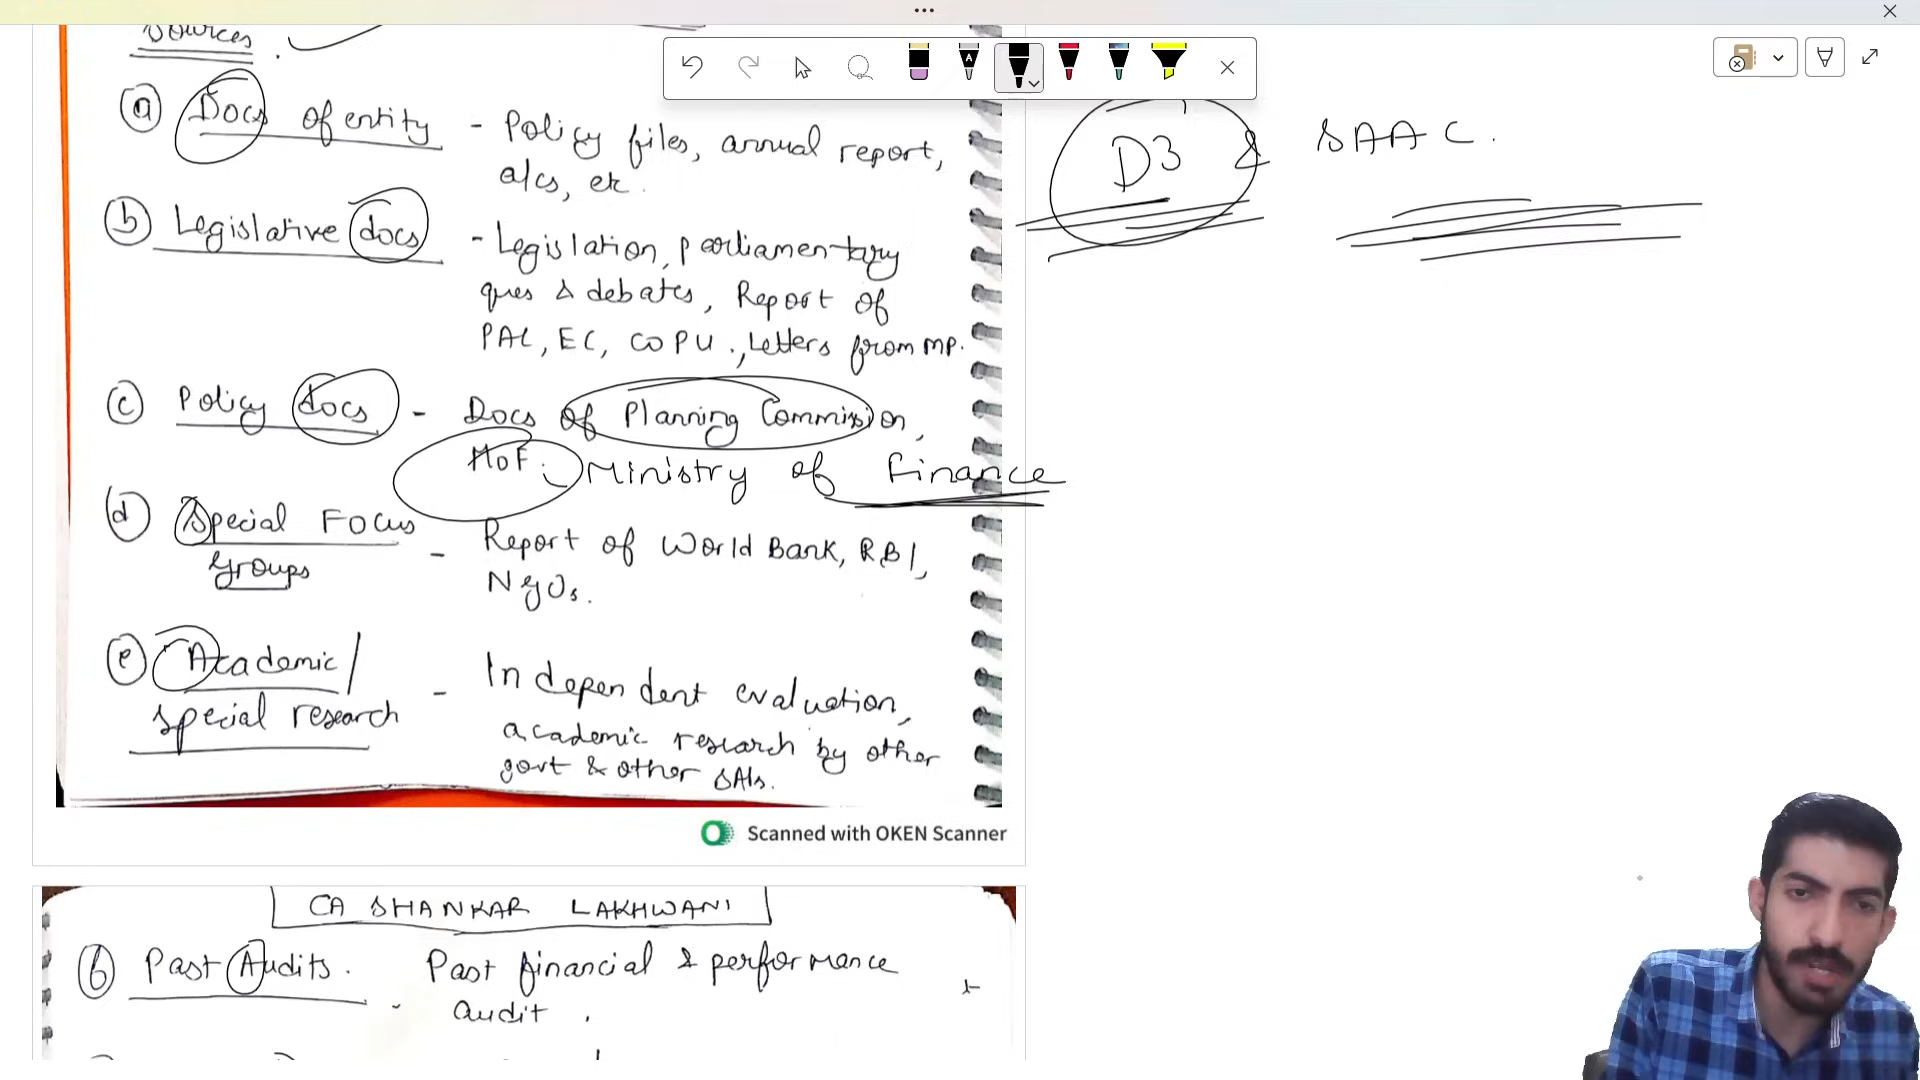 Sources.
(a) Docs of entity - Policy files, annual report,
a/cs, etc.
(b) Legislative docs - Legislation, parliamentary
ques & debates, Report of
PAC, EC, COPU., Letters from MP.
(c) Policy docs - Docs of Planning Commission,
MoF. Ministry of Finance
(d) Special Focus
Groups - Report of World Bank, RBI,
NGOs.
(e) Academic/
special research - Independent evaluation,
academic research by other
govt & other SAIs.
D3 & SAAC.
Scanned with OKEN Scanner
CA SHANKAR LAKHWANI
6 Past Audits. - Past financial & performance
audit.